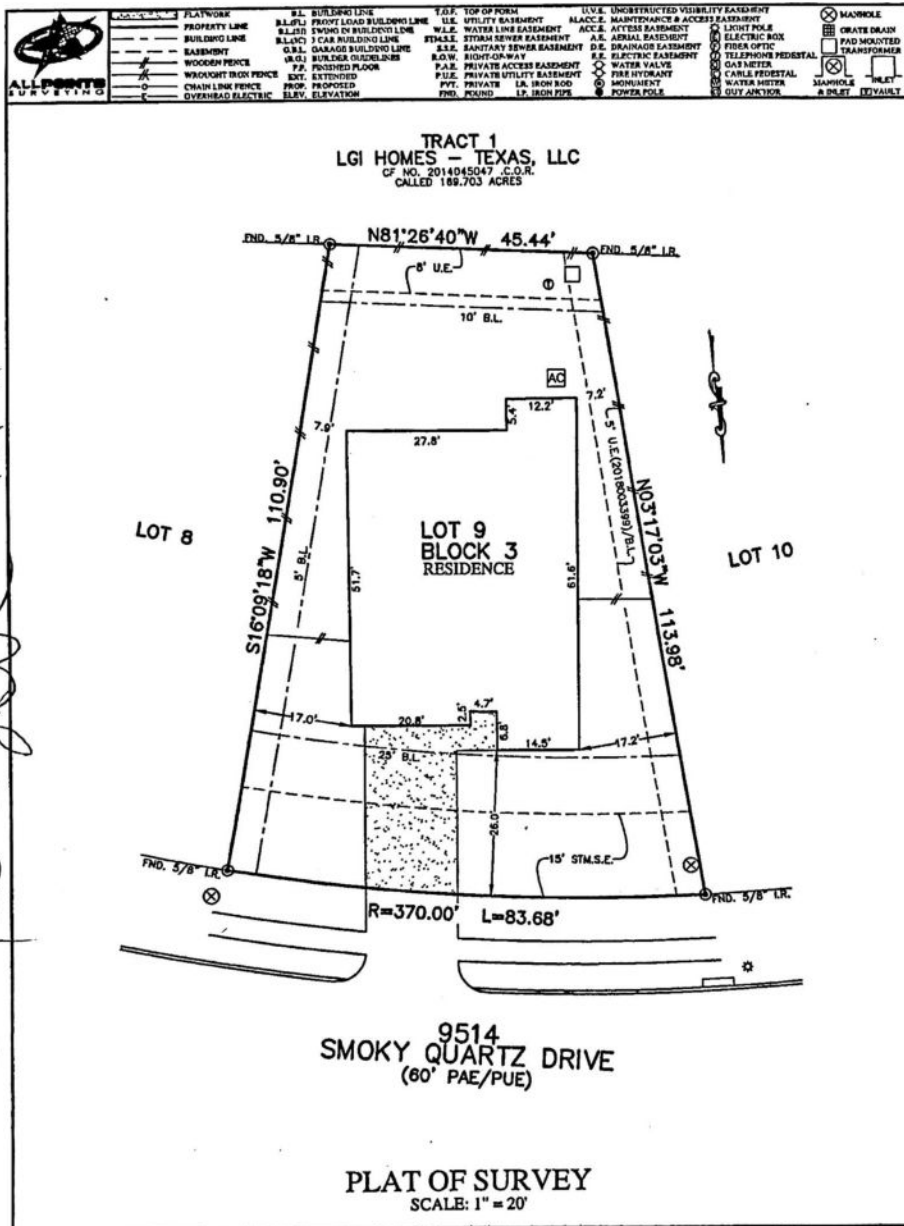 ALLPOINTS
SURVEYING
FLATWORK
PROPERTY LINE
BUILDING LINE
EASEMENT
WOODEN FENCE
WROUGHT IRON FENCE
CHAIN LINK FENCE
OVERHEAD ELECTRIC
B.L. BUILDING LINE
B.L.(FL) FRONT LOAD BUILDING LINE
B.L.(SI) SWING IN BUILDING LINE
B.L.(3C) 3 CAR BUILDING LINE
G.B.L. GARAGE BUILDING LINE
(B.G.) BUILDER GUIDELINES
F.F. FINISHED FLOOR
EXT. EXTENDED
PROP. PROPOSED
ELEV. ELEVATION
T.O.F. TOP OF FORM
U.E. UTILITY EASEMENT
W.L.E. WATER LINE EASEMENT
STM.S.E. STORM SEWER EASEMENT
S.S.E. SANITARY SEWER EASEMENT
R.O.W. RIGHT-OF-WAY
P.A.E. PRIVATE ACCESS EASEMENT
P.U.E. PRIVATE UTILITY EASEMENT
PVT. PRIVATE I.R. IRON ROD
FND. FOUND I.P. IRON PIPE
U.V.E. UNOBSTRUCTED VISIBILITY EASEMENT
M.ACC.E. MAINTENANCE & ACCESS EASEMENT
ACC.E. ACCESS EASEMENT
A.E. AERIAL EASEMENT
D.E. DRAINAGE EASEMENT
E.E. ELECTRIC EASEMENT
WATER VALVE
FIRE HYDRANT
MONUMENT
POWER POLE
LIGHT POLE
ELECTRIC BOX
FIBER OPTIC
TELEPHONE PEDESTAL
GAS METER
CABLE PEDESTAL
WATER METER
GUY ANCHOR
MANHOLE
GRATE DRAIN
PAD MOUNTED
TRANSFORMER
MANHOLE
& INLET
INLET
VAULT
TRACT 1
LGI HOMES – TEXAS, LLC
CF NO. 2014045047 .C.O.R.
CALLED 189.703 ACRES
FND. 5/8" I.R.
N81°26'40"W 45.44'
FND. 5/8" I.R.
8' U.E.
10' B.L.
AC
12.2'
5.4'
7.2'
7.9'
27.8'
5' U.E.(2018003399)/B.L.
110.90'
S16°09'18"W
5' B.L.
LOT 8
LOT 9
BLOCK 3
RESIDENCE
51.7'
61.6'
N03°17'03"W 113.98'
LOT 10
17.0'
20.8'
2.5'
4.7'
6.8'
14.5'
17.2'
25' B.L.
26.0'
15' STM.S.E.
FND. 5/8" I.R.
FND. 5/8" I.R.
R=370.00' L=83.68'
9514
SMOKY QUARTZ DRIVE
(60' PAE/PUE)
PLAT OF SURVEY
SCALE: 1" = 20'